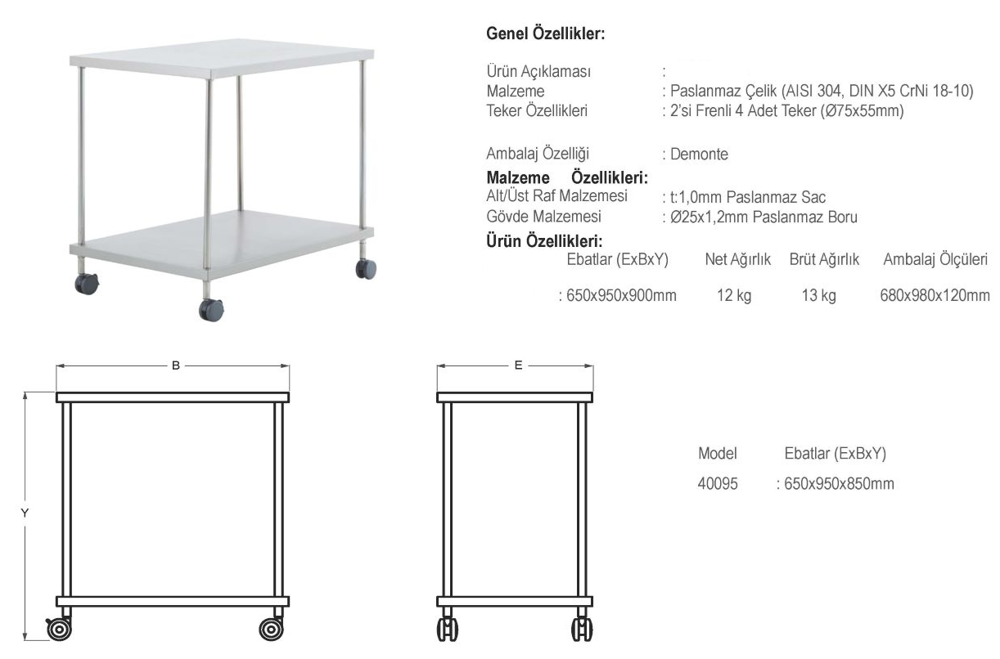 Genel Özellikler:
Ürün Açıklaması :
Malzeme : Paslanmaz Çelik (AISI 304, DIN X5 CrNi 18-10)
Teker Özellikleri : 2'si Frenli 4 Adet Teker (Ø75x55mm)
Ambalaj Özelliği : Demonte
Malzeme Özellikleri:
Alt/Üst Raf Malzemesi : t:1,0mm Paslanmaz Sac
Gövde Malzemesi : Ø25x1,2mm Paslanmaz Boru
Ürün Özellikleri:
Ebatlar (ExBxY) Net Ağırlık Brüt Ağırlık Ambalaj Ölçüleri
: 650x950x900mm 12 kg 13 kg 680x980x120mm
B E
Y
Model Ebatlar (ExBxY)
40095 : 650x950x850mm